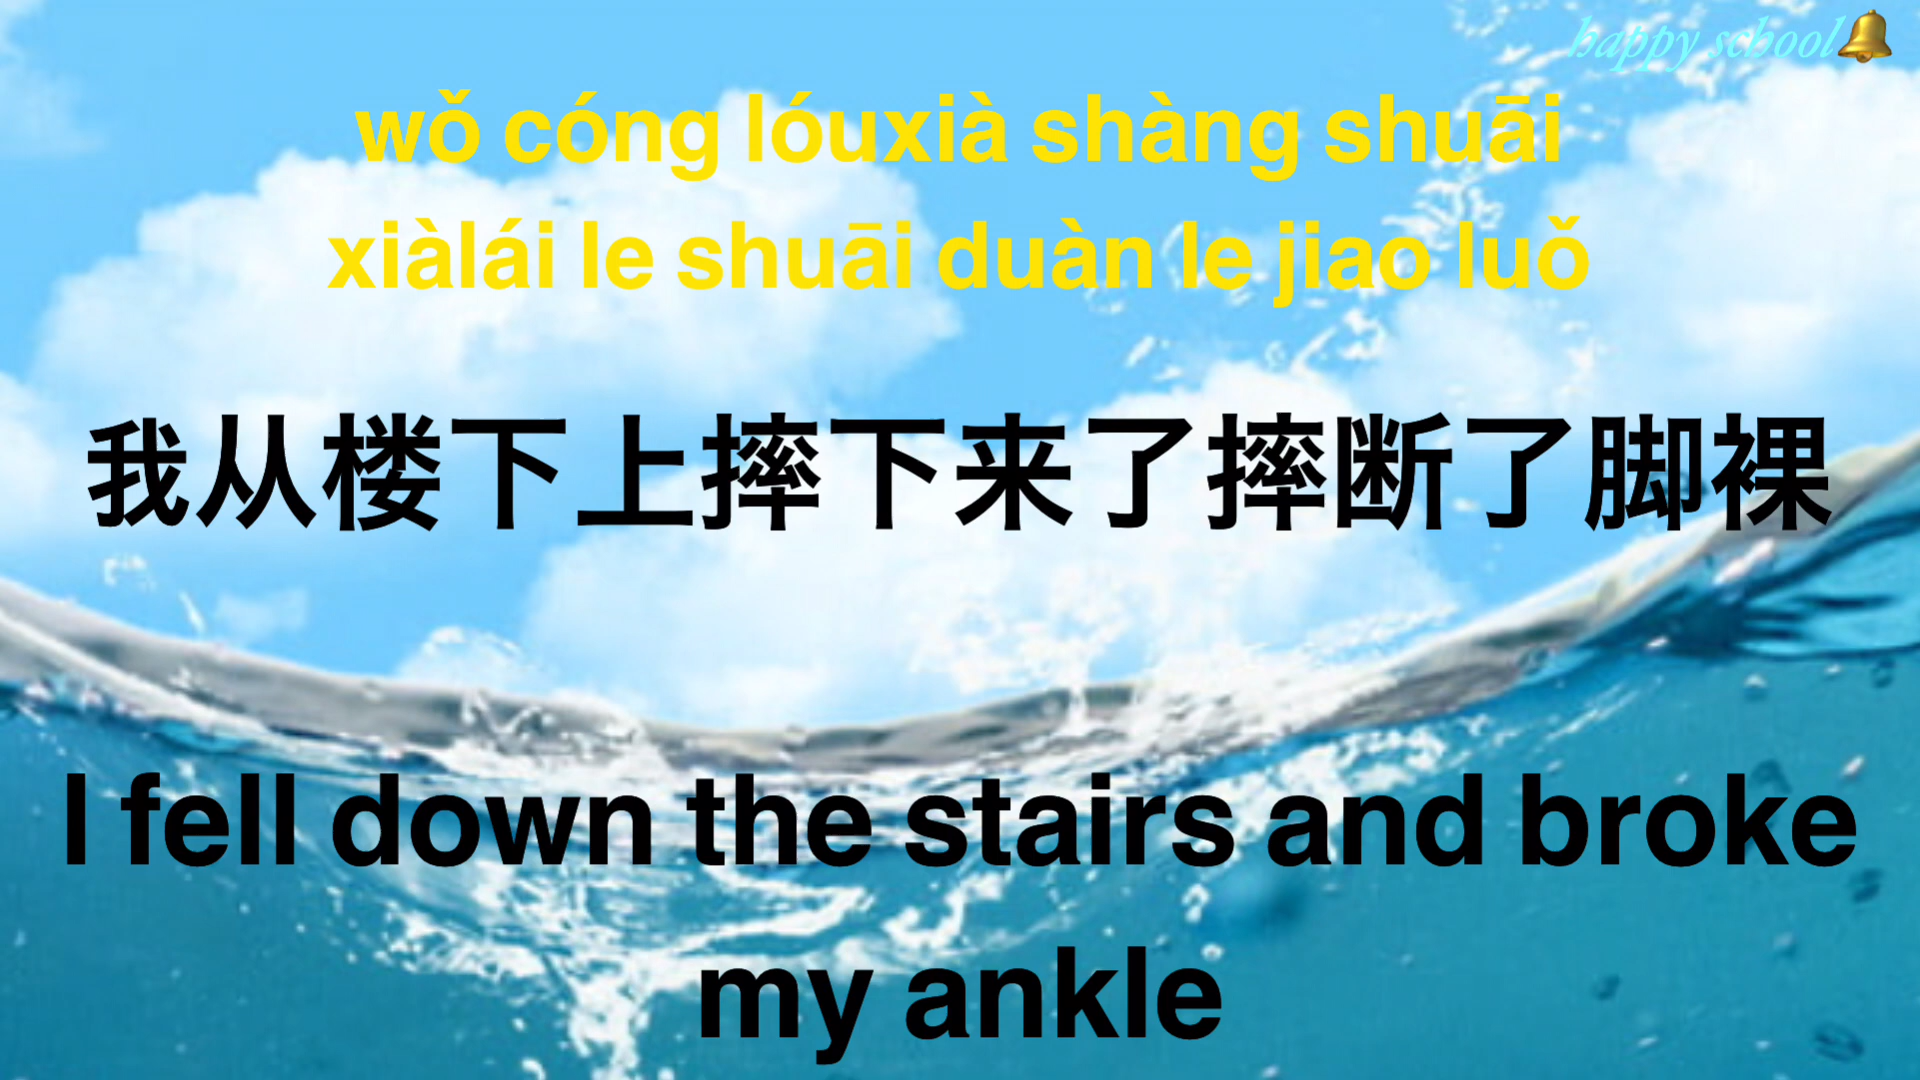 happy school🔔
wǒ cóng lóuxià shàng shuāi
xiàlái le shuāi duàn le jiao luǒ
我从楼下上摔下来了摔断了脚裸
I fell down the stairs and broke
my ankle